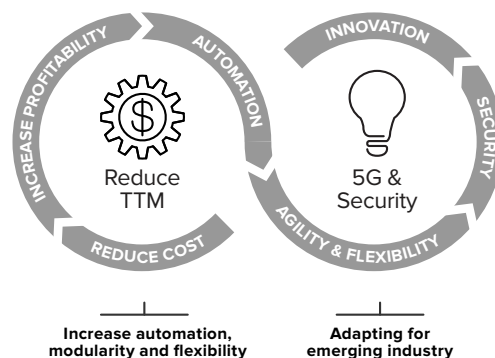 INCREASE PROFITABILITY
AUTOMATION
REDUCE COST
$
Reduce
TTM
INNOVATION
SECURITY
AGILITY & FLEXIBILITY
5G &
Security
Increase automation,
modularity and flexibility
Adapting for
emerging industry